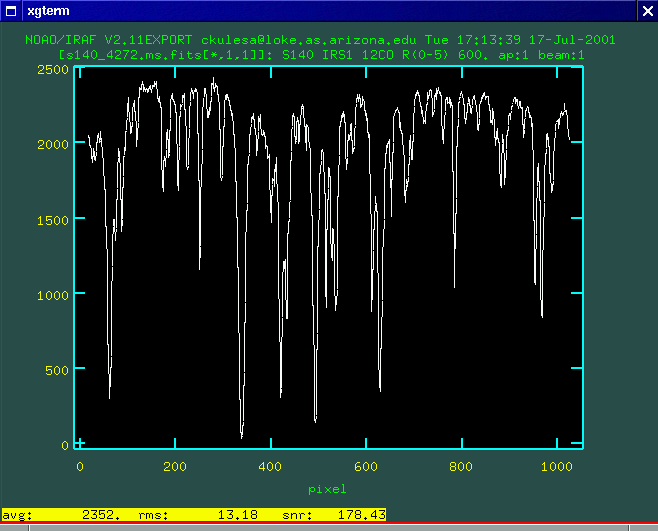 xgterm
NOAO/IRAF V2.11EXPORT ckulesa@loke.as.arizona.edu Tue 17:13:39 17-Jul-2001
[s140_4272.ms.fits[*,1,1]]: S140 IRS1 12CO R(0-5) 600. ap:1 beam:1
2500
2000
1500
1000
500
0
0 200 400 600 800 1000
pixel
avg: 2352. rms: 13.18 snr: 178.43